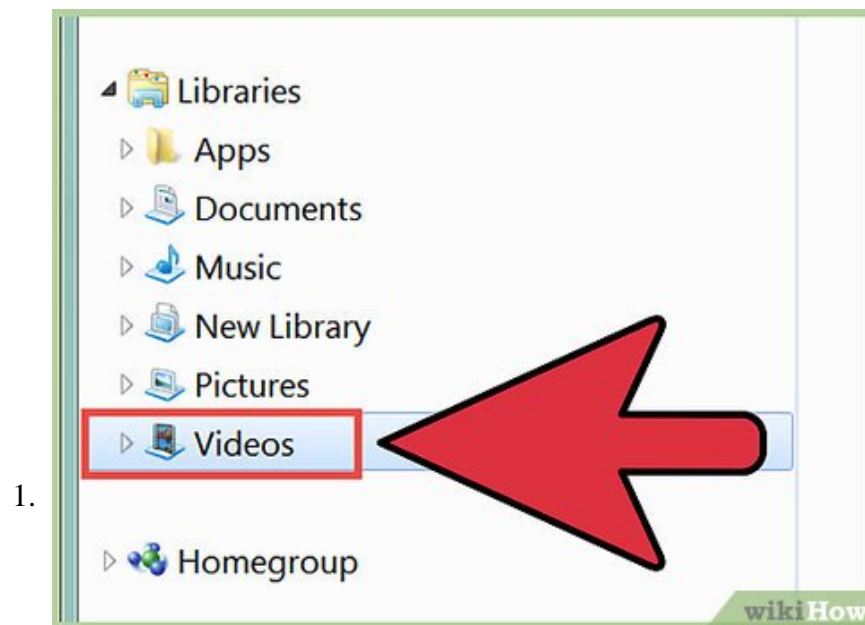 Libraries
Apps
Documents
Music
New Library
Pictures
Videos
1.
Homegroup
wikiHow